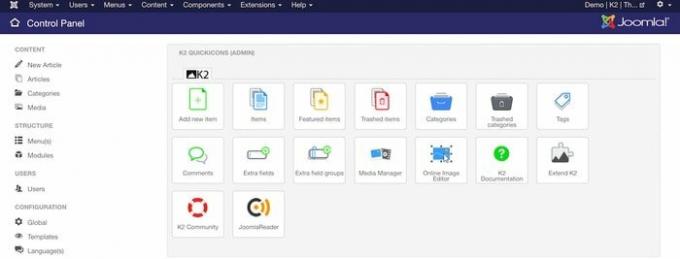 System Users Menus Content Components Extensions Help Demo | K2 | Th...
Control Panel Joomla!
CONTENT
New Article
Articles
Categories
Media
STRUCTURE
Menu(s)
Modules
USERS
Users
CONFIGURATION
Global
Templates
Language(s)
K2 QUICKICONS (ADMIN)
K2
Add new item Items Featured items Trashed items Categories Trashed categories Tags
Comments Extra fields Extra field groups Media Manager Online Image Editor K2 Documentation Extend K2
K2 Community JoomlaReader